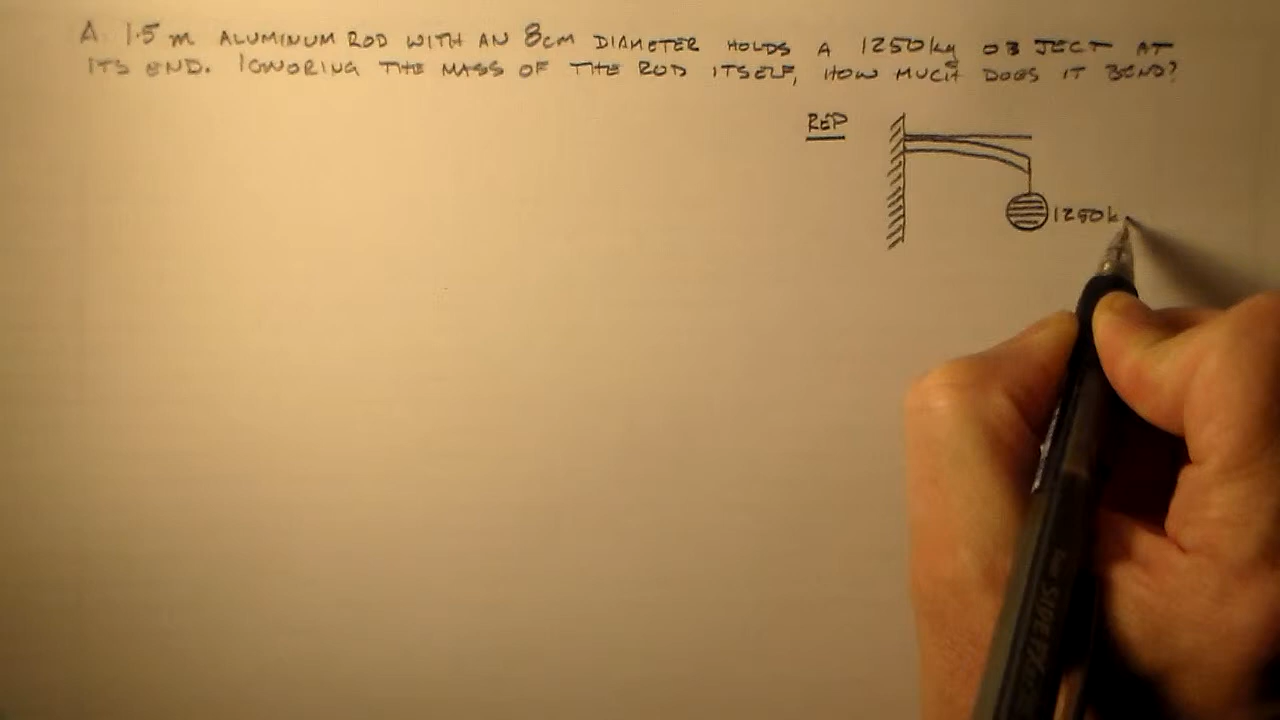 A 1.5 m ALUMINUM ROD WITH AN 8cm DIAMETER HOLDS A 1250kg OBJECT AT
ITS END. IGNORING THE MASS OF THE ROD ITSELF, HOW MUCH DOES IT BEND?
REP
1250k